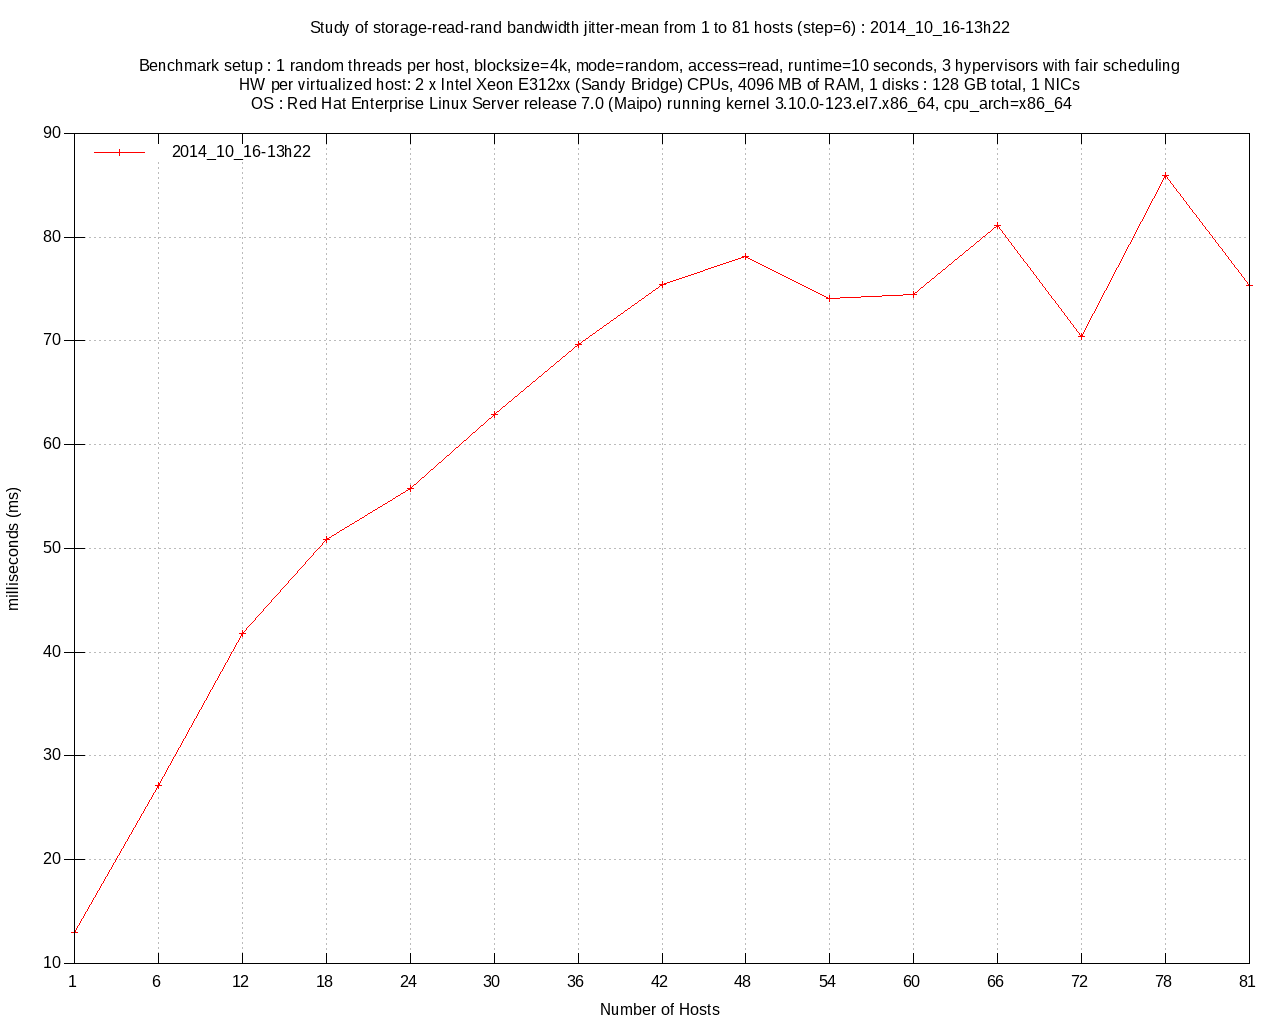 Study of storage-read-rand bandwidth jitter-mean from 1 to 81 hosts (step=6) : 2014_10_16-13h22
Benchmark setup : 1 random threads per host, blocksize=4k, mode=random, access=read, runtime=10 seconds, 3 hypervisors with fair scheduling
HW per virtualized host: 2 x Intel Xeon E312xx (Sandy Bridge) CPUs, 4096 MB of RAM, 1 disks : 128 GB total, 1 NICs
OS : Red Hat Enterprise Linux Server release 7.0 (Maipo) running kernel 3.10.0-123.el7.x86_64, cpu_arch=x86_64
2014_10_16-13h22
90
80
70
60
50
40
30
20
10
milliseconds (ms)
1 6 12 18 24 30 36 42 48 54 60 66 72 78 81
Number of Hosts